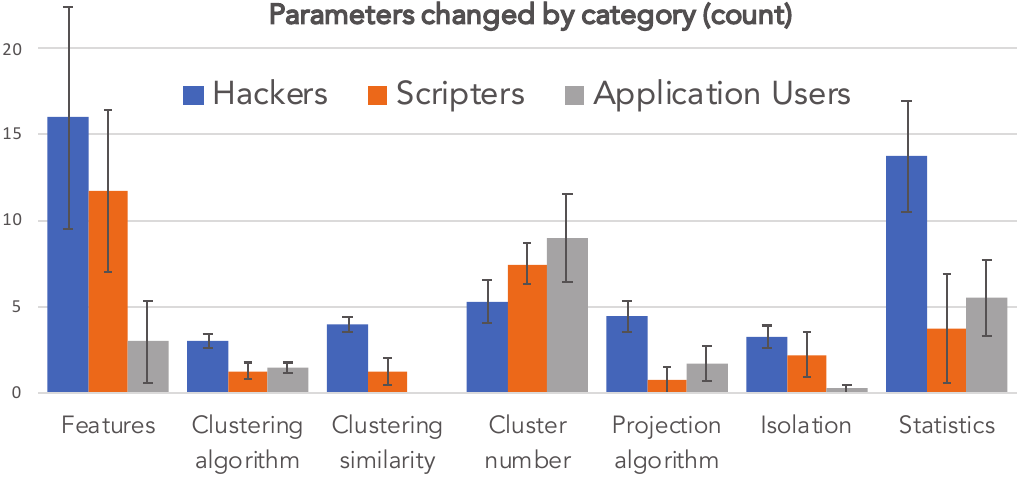 Parameters changed by category (count)
20
Hackers Scripters Application Users
15
10
5
0
Features Clustering Clustering Cluster Projection Isolation Statistics
algorithm similarity number algorithm